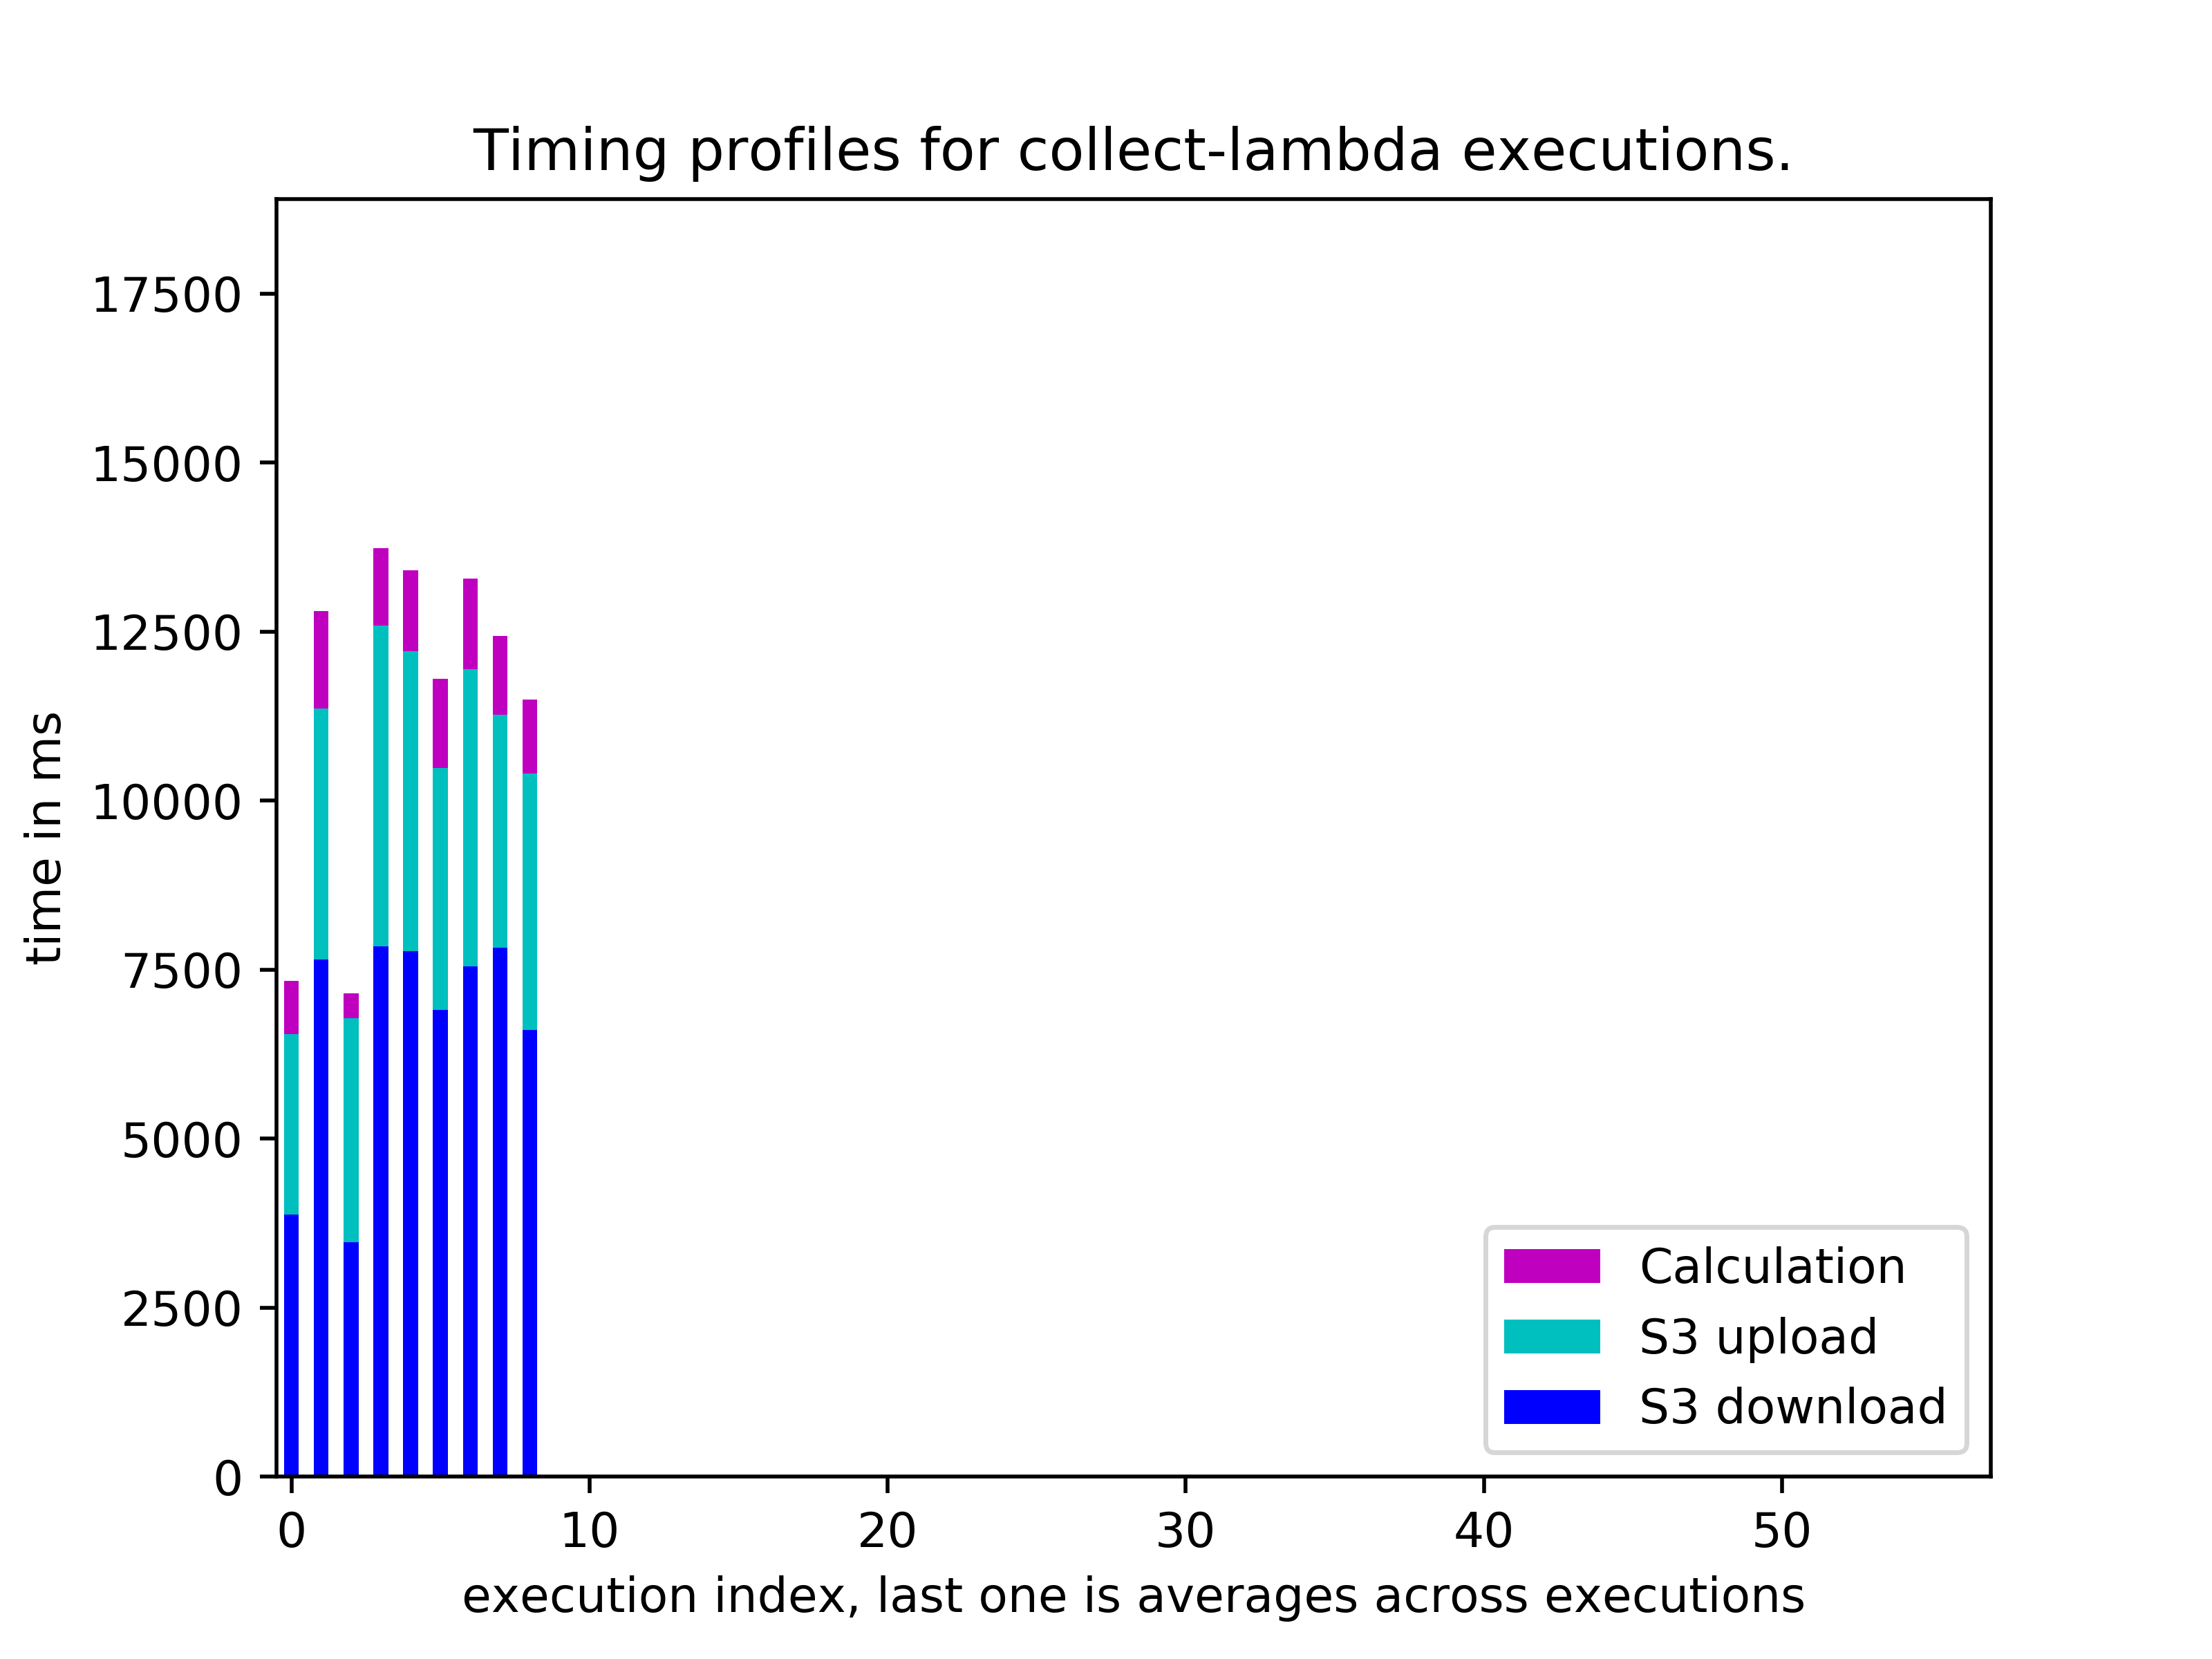 Timing profiles for collect-lambda executions.
17500
15000
12500
10000
7500
5000
2500
0
time in ms
Calculation
S3 upload
S3 download
0 10 20 30 40 50
execution index, last one is averages across executions